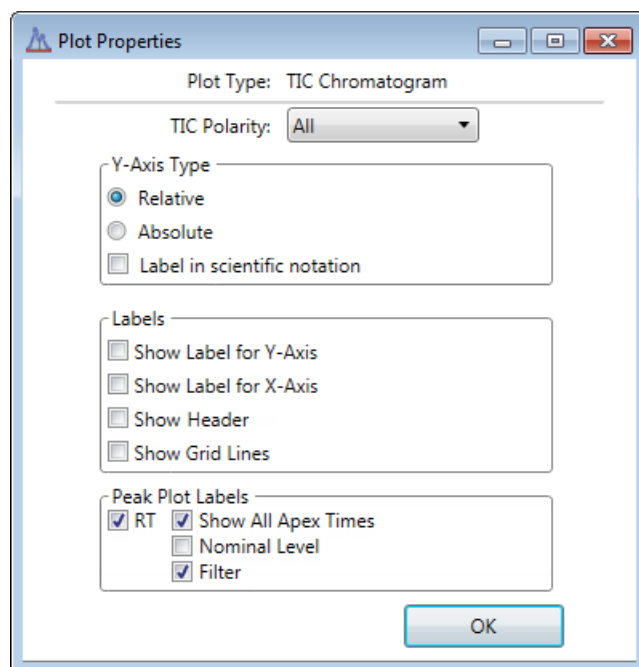 Plot Properties
Plot Type: TIC Chromatogram
TIC Polarity: All
Y-Axis Type
Relative
Absolute
Label in scientific notation
Labels
Show Label for Y-Axis
Show Label for X-Axis
Show Header
Show Grid Lines
Peak Plot Labels
RT Show All Apex Times
Nominal Level
Filter
OK